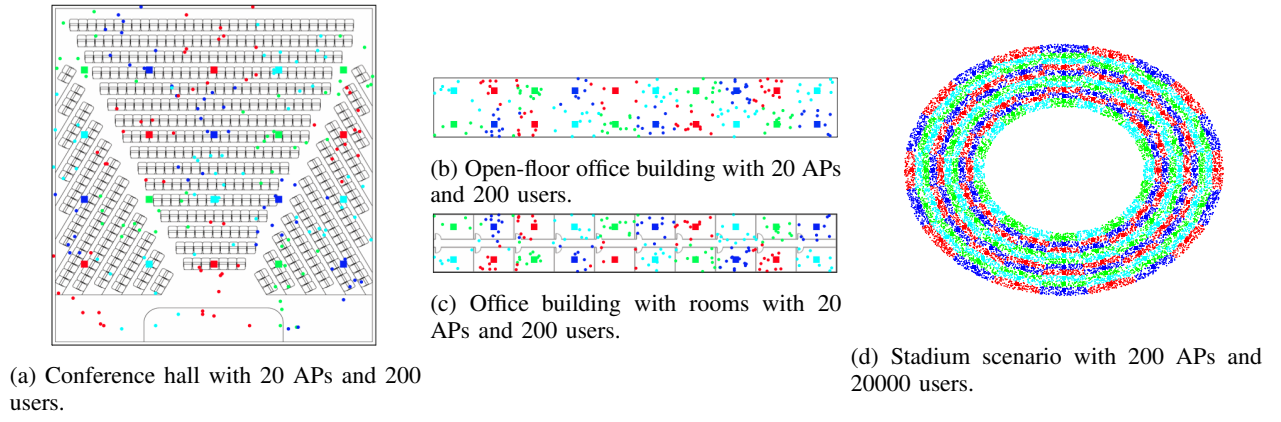 (a) Conference hall with 20 APs and 200
users.
(b) Open-floor office building with 20 APs
and 200 users.
(c) Office building with rooms with 20
APs and 200 users.
(d) Stadium scenario with 200 APs and
20000 users.